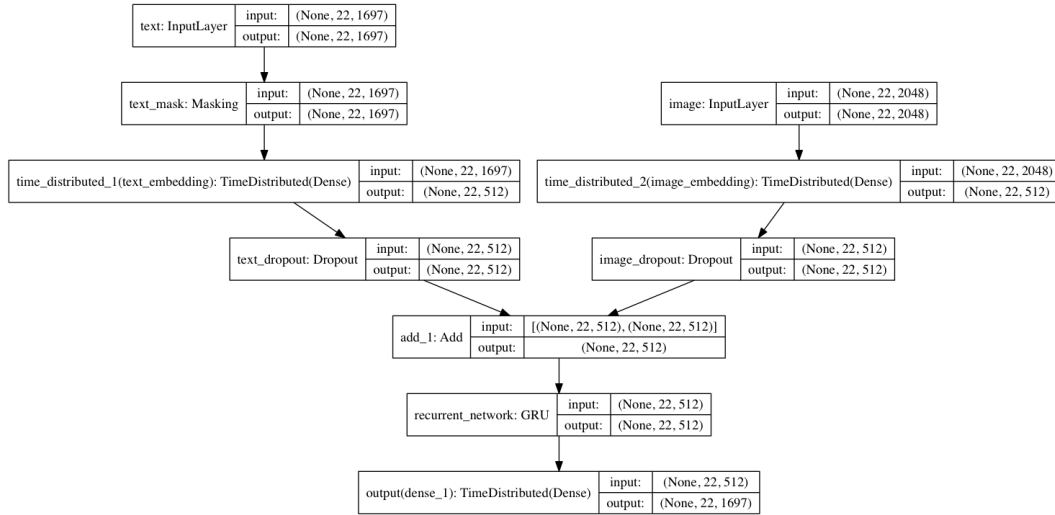 text: InputLayer
input: (None, 22, 1697)
output: (None, 22, 1697)
text_mask: Masking
input: (None, 22, 1697)
output: (None, 22, 1697)
image: InputLayer
input: (None, 22, 2048)
output: (None, 22, 2048)
time_distributed_1(text_embedding): TimeDistributed(Dense)
input: (None, 22, 1697)
output: (None, 22, 512)
time_distributed_2(image_embedding): TimeDistributed(Dense)
input: (None, 22, 2048)
output: (None, 22, 512)
text_dropout: Dropout
input: (None, 22, 512)
output: (None, 22, 512)
image_dropout: Dropout
input: (None, 22, 512)
output: (None, 22, 512)
add_1: Add
input: [(None, 22, 512), (None, 22, 512)]
output: (None, 22, 512)
recurrent_network: GRU
input: (None, 22, 512)
output: (None, 22, 512)
output(dense_1): TimeDistributed(Dense)
input: (None, 22, 512)
output: (None, 22, 1697)